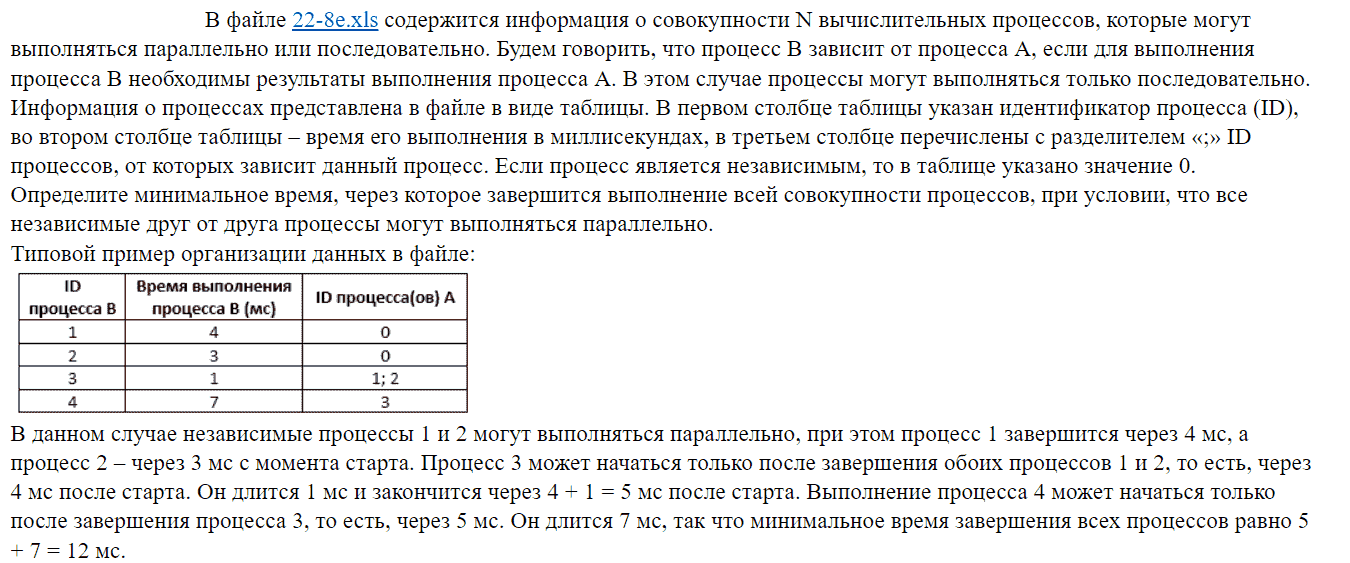 В файле 22-8e.xls содержится информация о совокупности N вычислительных процессов, которые могут
выполняться параллельно или последовательно. Будем говорить, что процесс B зависит от процесса A, если для выполнения
процесса B необходимы результаты выполнения процесса A. В этом случае процессы могут выполняться только последовательно.
Информация о процессах представлена в файле в виде таблицы. В первом столбце таблицы указан идентификатор процесса (ID),
во втором столбце таблицы – время его выполнения в миллисекундах, в третьем столбце перечислены с разделителем «;» ID
процессов, от которых зависит данный процесс. Если процесс является независимым, то в таблице указано значение 0.
Определите минимальное время, через которое завершится выполнение всей совокупности процессов, при условии, что все
независимые друг от друга процессы могут выполняться параллельно.
Типовой пример организации данных в файле:
ID процесса B Время выполнения процесса B (мс) ID процесса(ов) A
1 4 0
2 3 0
3 1 1; 2
4 7 3
В данном случае независимые процессы 1 и 2 могут выполняться параллельно, при этом процесс 1 завершится через 4 мс, а
процесс 2 – через 3 мс с момента старта. Процесс 3 может начаться только после завершения обоих процессов 1 и 2, то есть, через
4 мс после старта. Он длится 1 мс и закончится через 4 + 1 = 5 мс после старта. Выполнение процесса 4 может начаться только
после завершения процесса 3, то есть, через 5 мс. Он длится 7 мс, так что минимальное время завершения всех процессов равно 5
+ 7 = 12 мс.